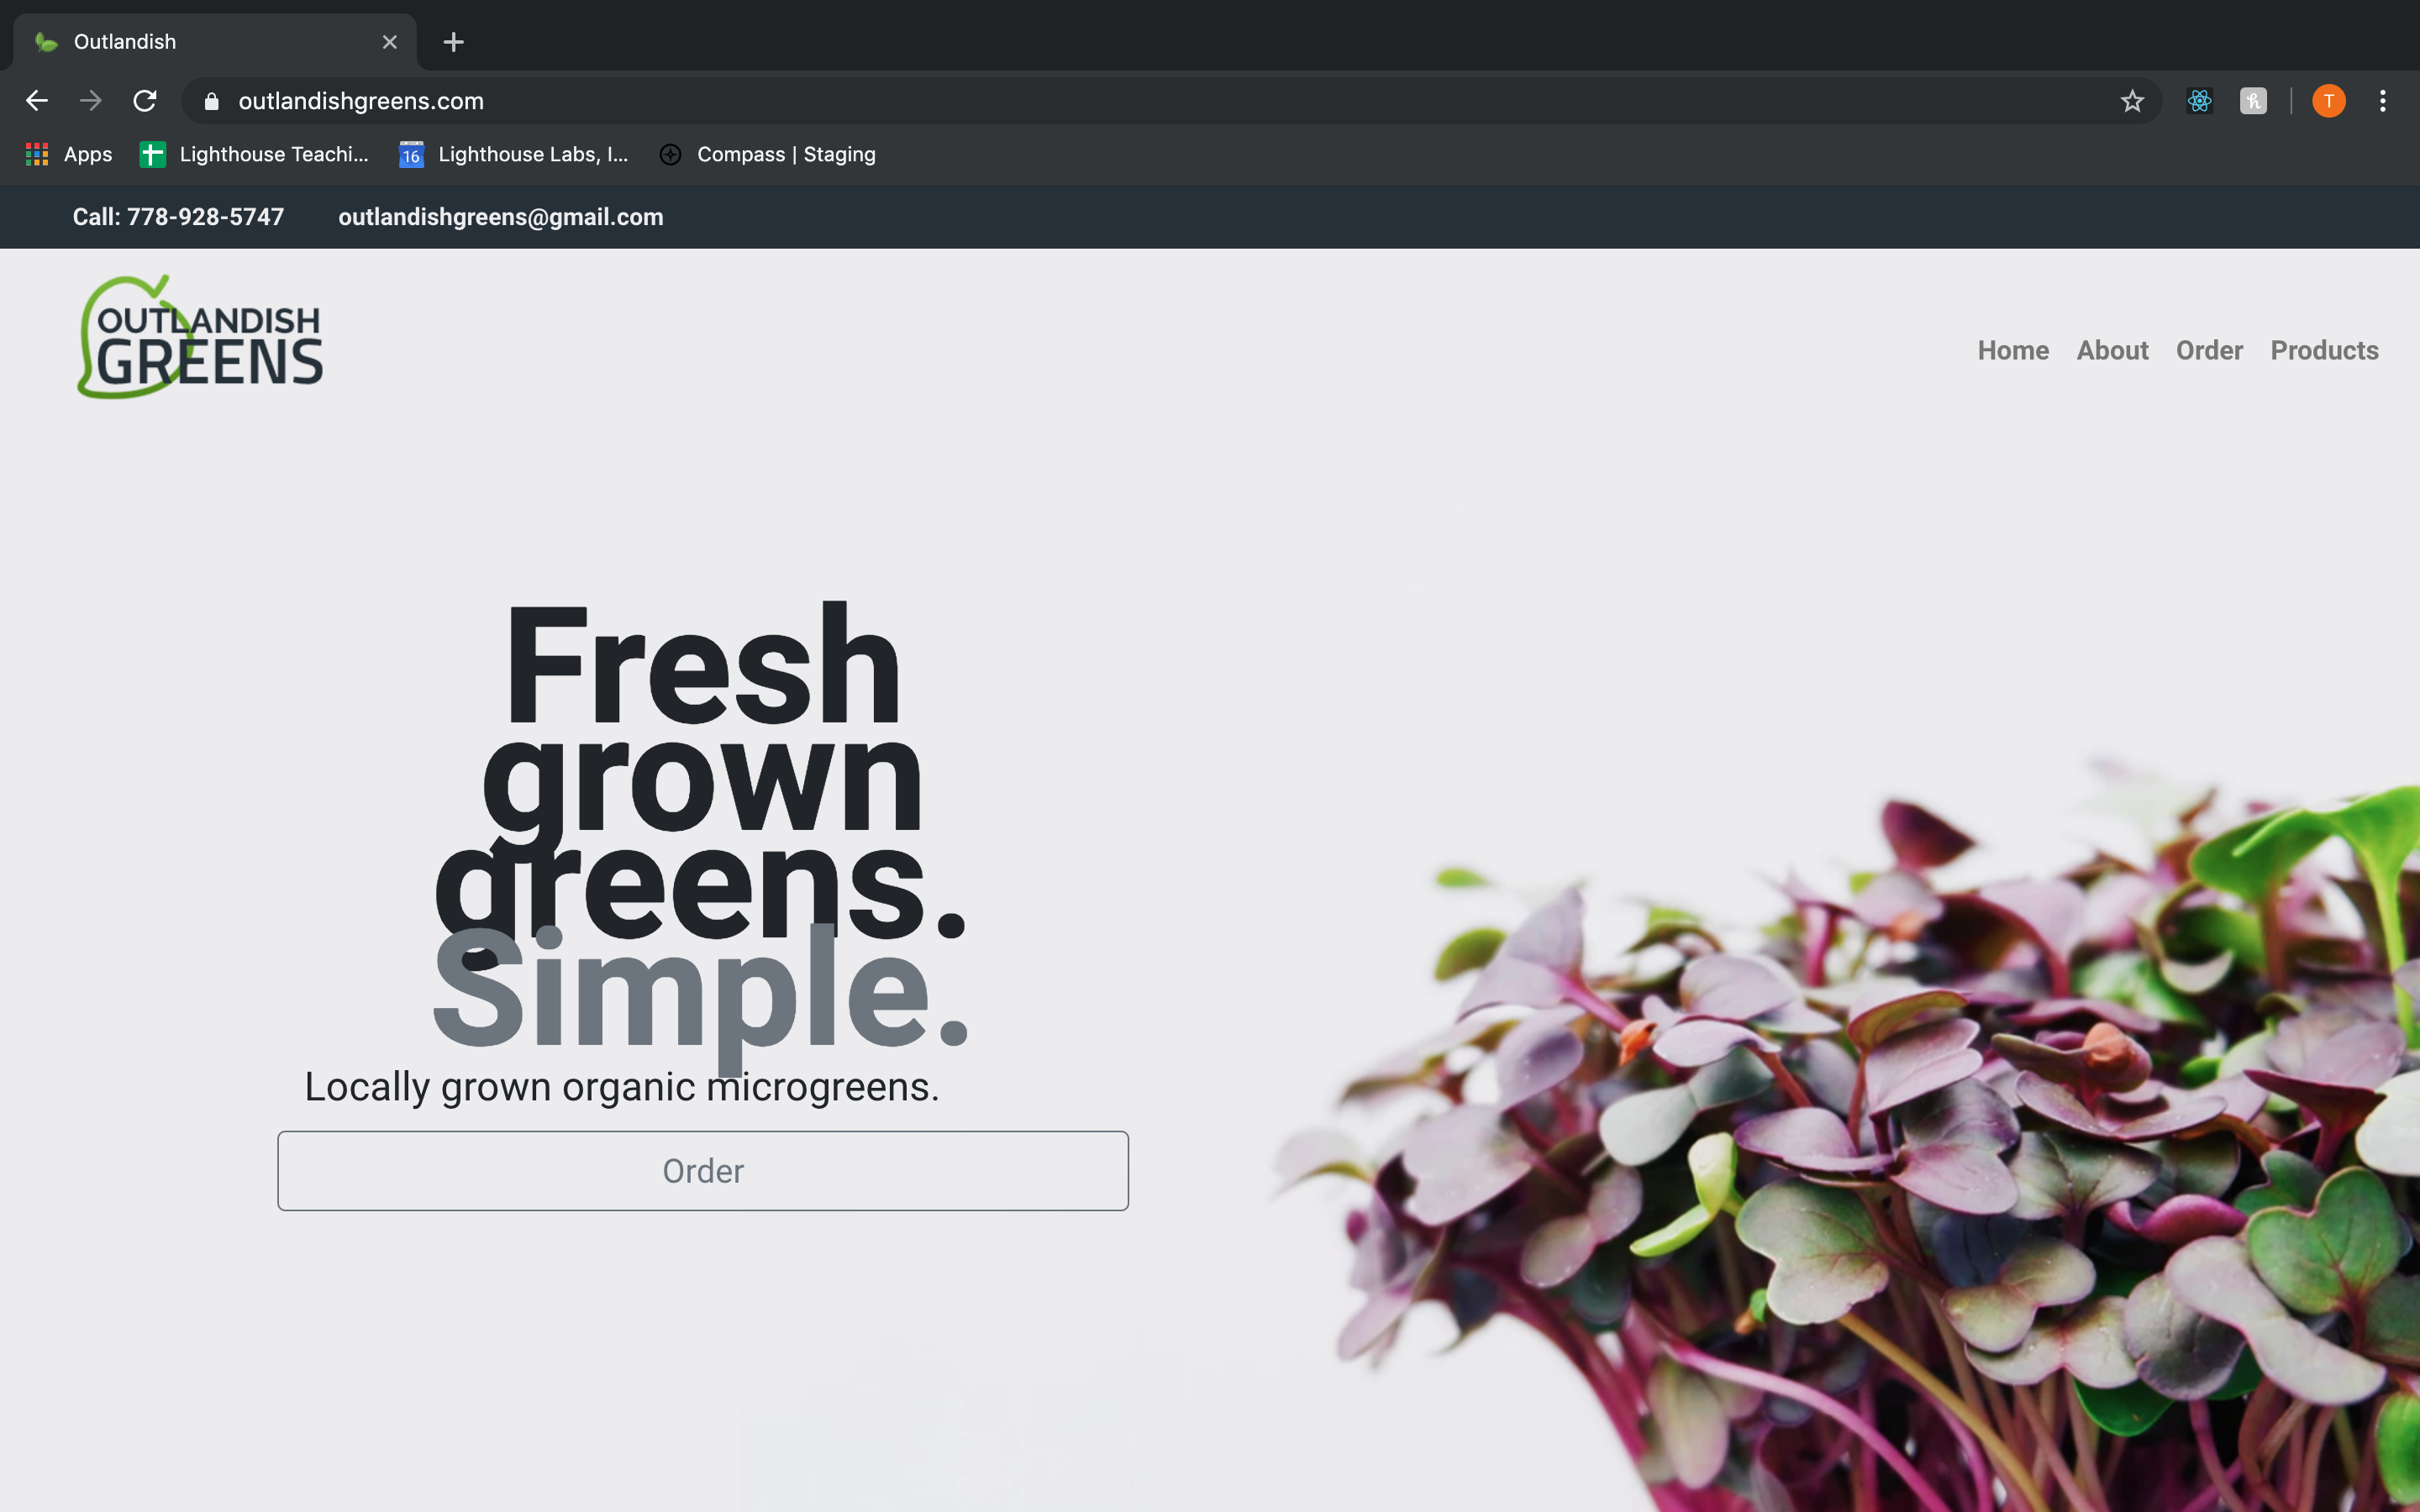 Outlandish
outlandishgreens.com
T
Apps
Lighthouse Teachi...
16
Lighthouse Labs, I...
Compass | Staging
Call: 778-928-5747
outlandishgreens@gmail.com
OUTLANDISH
GREENS
Home
About
Order
Products
Fresh
grown
greens.
Simple.
Locally grown organic microgreens.
Order